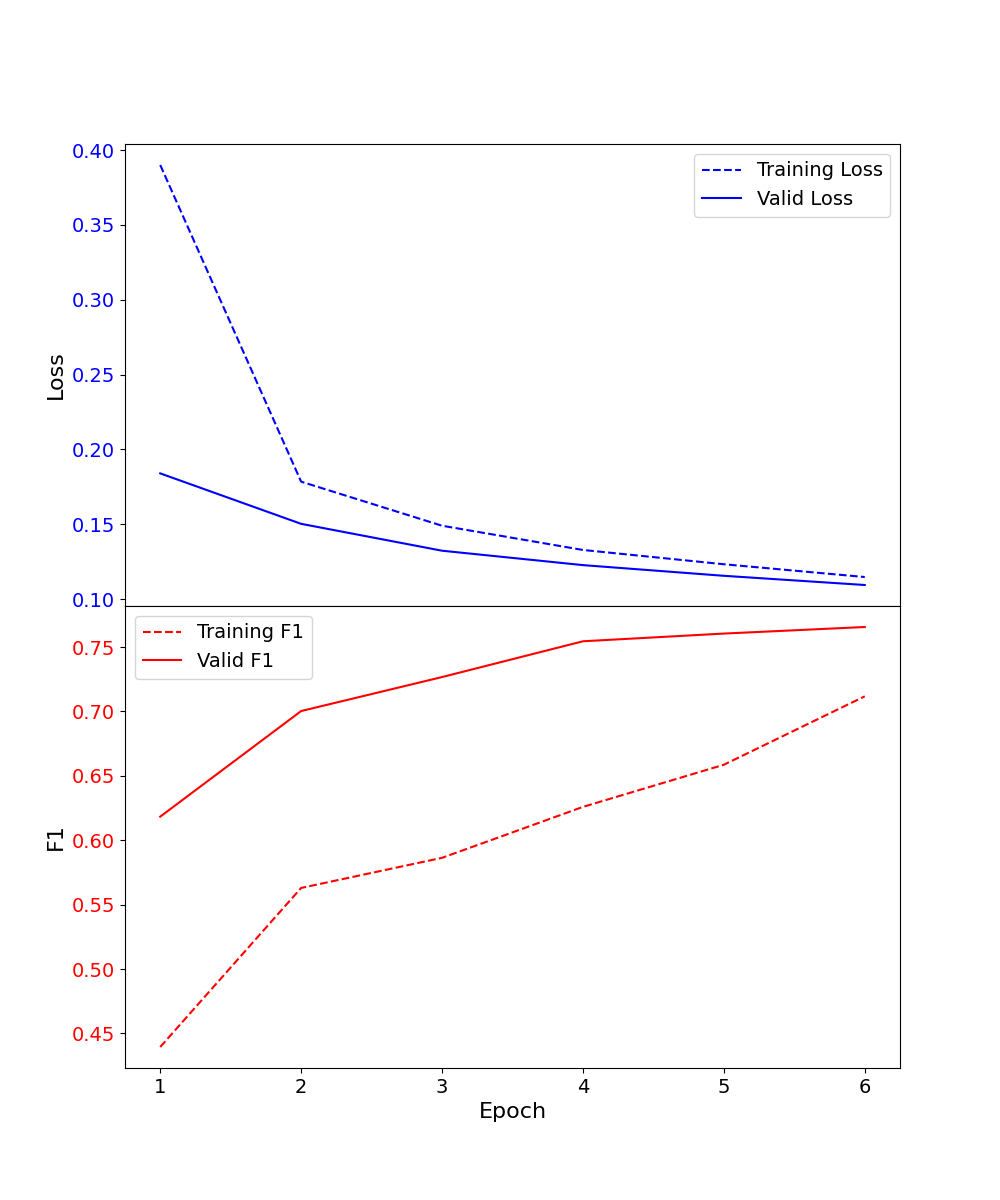 0.40
0.35
0.30
0.25
0.20
0.15
0.10
Loss
Training Loss
Valid Loss
0.75
0.70
0.65
0.60
0.55
0.50
0.45
F1
Training F1
Valid F1
1 2 3 4 5 6
Epoch